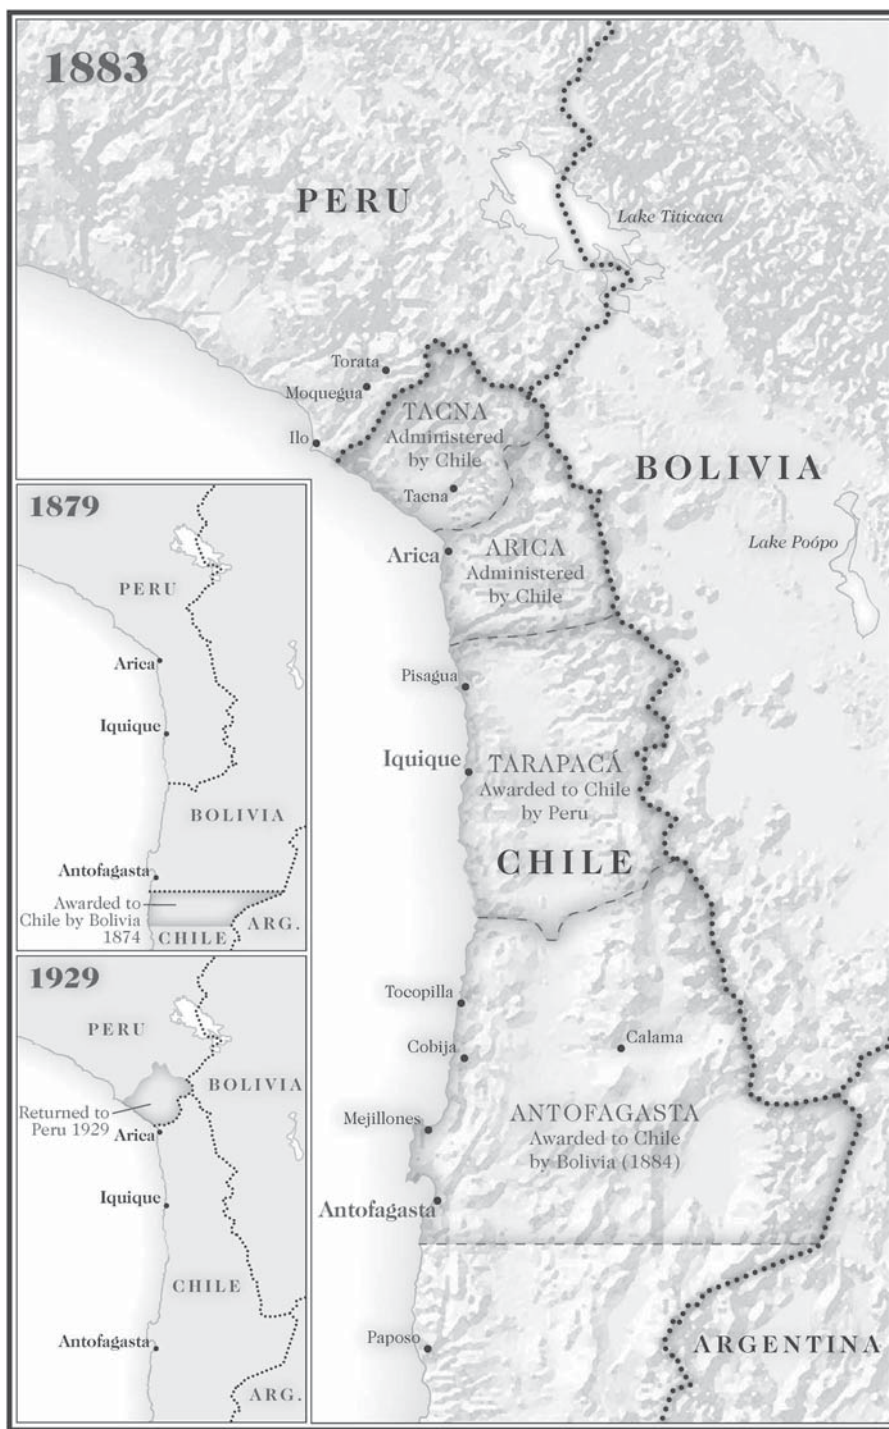 1883
PERU
Lake Titicaca
Torata
Moquegua
Ilo
TACNA
Administered
by Chile
Tacna
BOLIVIA
Lake Poópo
Arica
ARICA
Administered
by Chile
Pisagua
Iquique
TARAPACÁ
Awarded to Chile
by Peru
CHILE
Tocopilla
Cobija
Calama
Mejillones
ANTOFAGASTA
Awarded to Chile
by Bolivia (1884)
Antofagasta
Paposo
ARGENTINA
1879
PERU
Arica
Iquique
BOLIVIA
Antofagasta
Awarded to
Chile by Bolivia
1874
CHILE
ARG.
1929
PERU
BOLIVIA
Returned to
Peru 1929
Arica
Iquique
CHILE
Antofagasta
ARG.